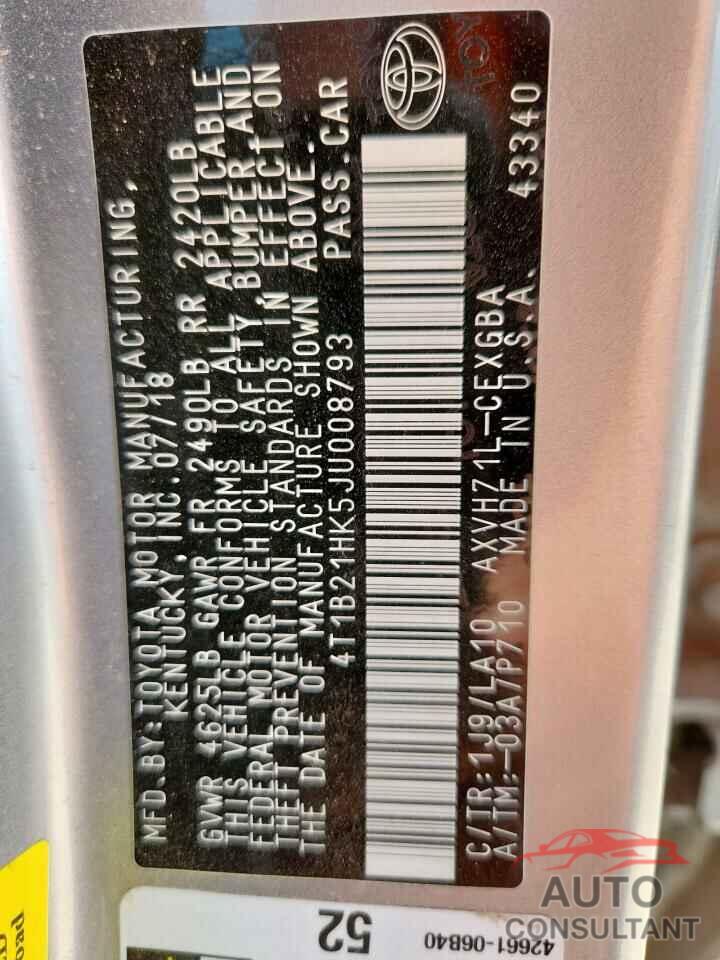 MFD.BY:TOYOTA MOTOR MANUFACTURING,
KENTUCKY, INC.07/18
GVWR 4625LB GAWR FR 2490LB RR 2420LB
THIS VEHICLE CONFORMS TO ALL APPLICABLE
FEDERAL MOTOR VEHICLE SAFETY BUMPER AND
THEFT PREVENTION STANDARDS IN EFFECT ON
THE DATE OF MANUFACTURE SHOWN ABOVE.
4T1B21HK5JU008793 PASS.CAR
C/TR:1J9/LA10 AXVH71L-CEXGBA
A/TM:-03A/P710 MADE IN U.S.A. 43340
52
42661-06B40
oad
AUTO
CONSULTANT